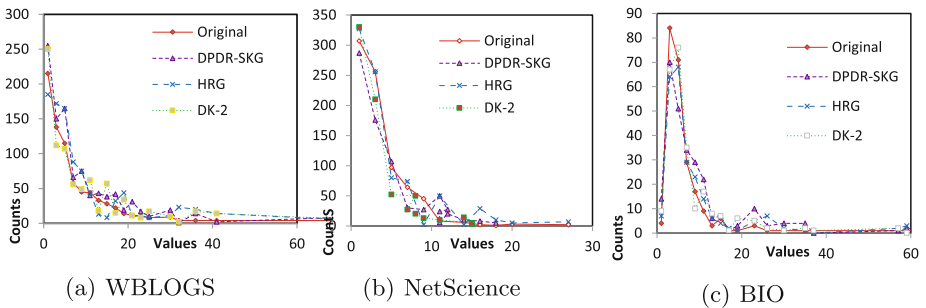 300
250
200
150
100
50
0
Counts
0
20
40
60
Values
Original
DPDR-SKG
HRG
DK-2
(a) WBLOGS
350
300
250
200
150
100
50
0
Counts
0
10
20
30
Values
Original
DPDR-SKG
HRG
DK-2
(b) NetScience
90
80
70
60
50
40
30
20
10
0
Counts
0
20
40
60
Values
Original
DPDR-SKG
HRG
DK-2
(c) BIO